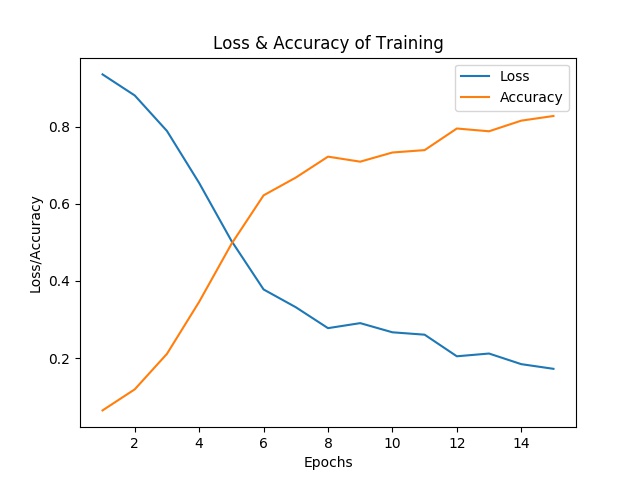 Loss & Accuracy of Training
Loss
Accuracy
Loss/Accuracy
0.8
0.6
0.4
0.2
2 4 6 8 10 12 14
Epochs